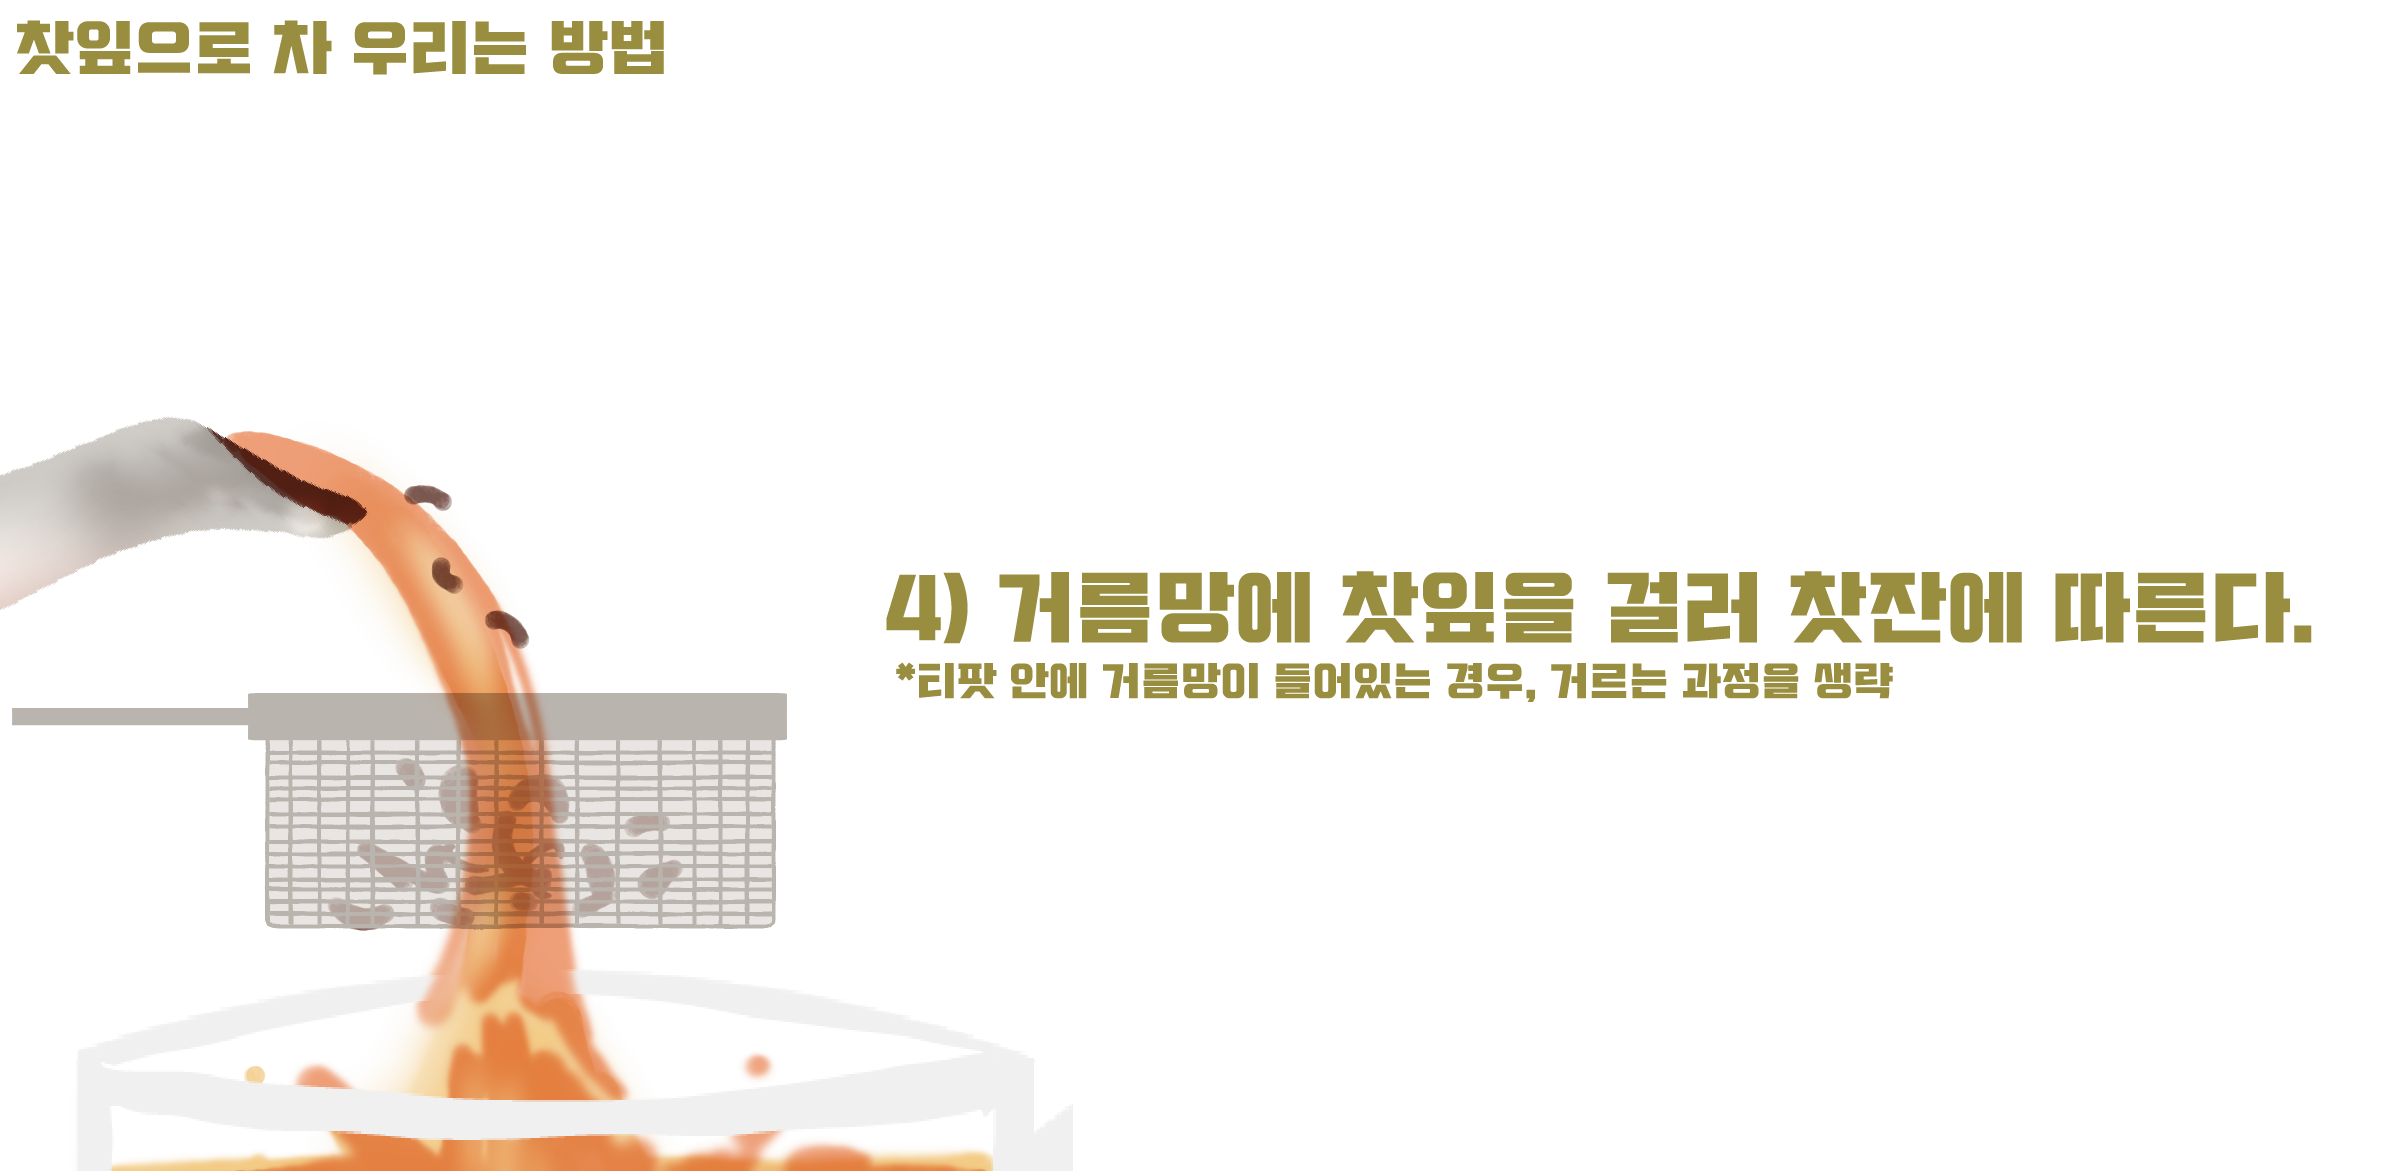 찻잎으로 차 우리는 방법
4) 거름망에 찻잎을 걸러 찻잔에 따른다.
*티팟 안에 거름망이 들어있는 경우, 거르는 과정을 생략